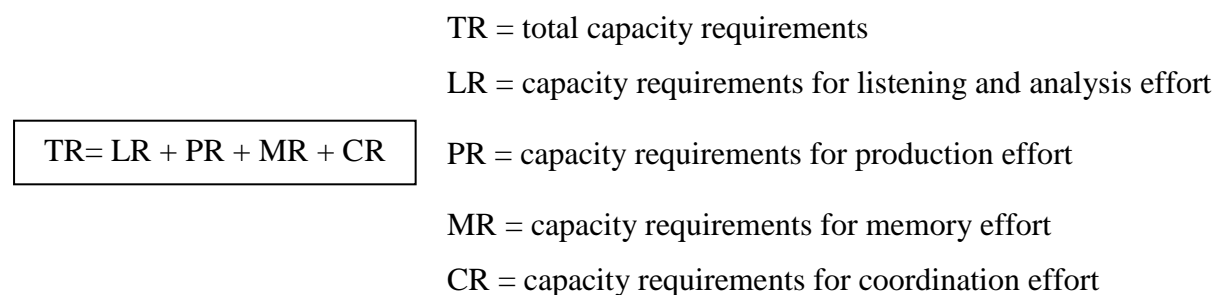 TR = total capacity requirements
LR = capacity requirements for listening and analysis effort
TR= LR + PR + MR + CR
PR = capacity requirements for production effort
MR = capacity requirements for memory effort
CR = capacity requirements for coordination effort